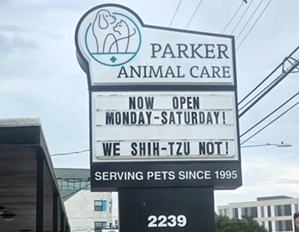 PARKER
ANIMAL CARE
NOW OPEN
MONDAY-SATURDAY!
WE SHIH-TZU NOT!
SERVING PETS SINCE 1995
2239